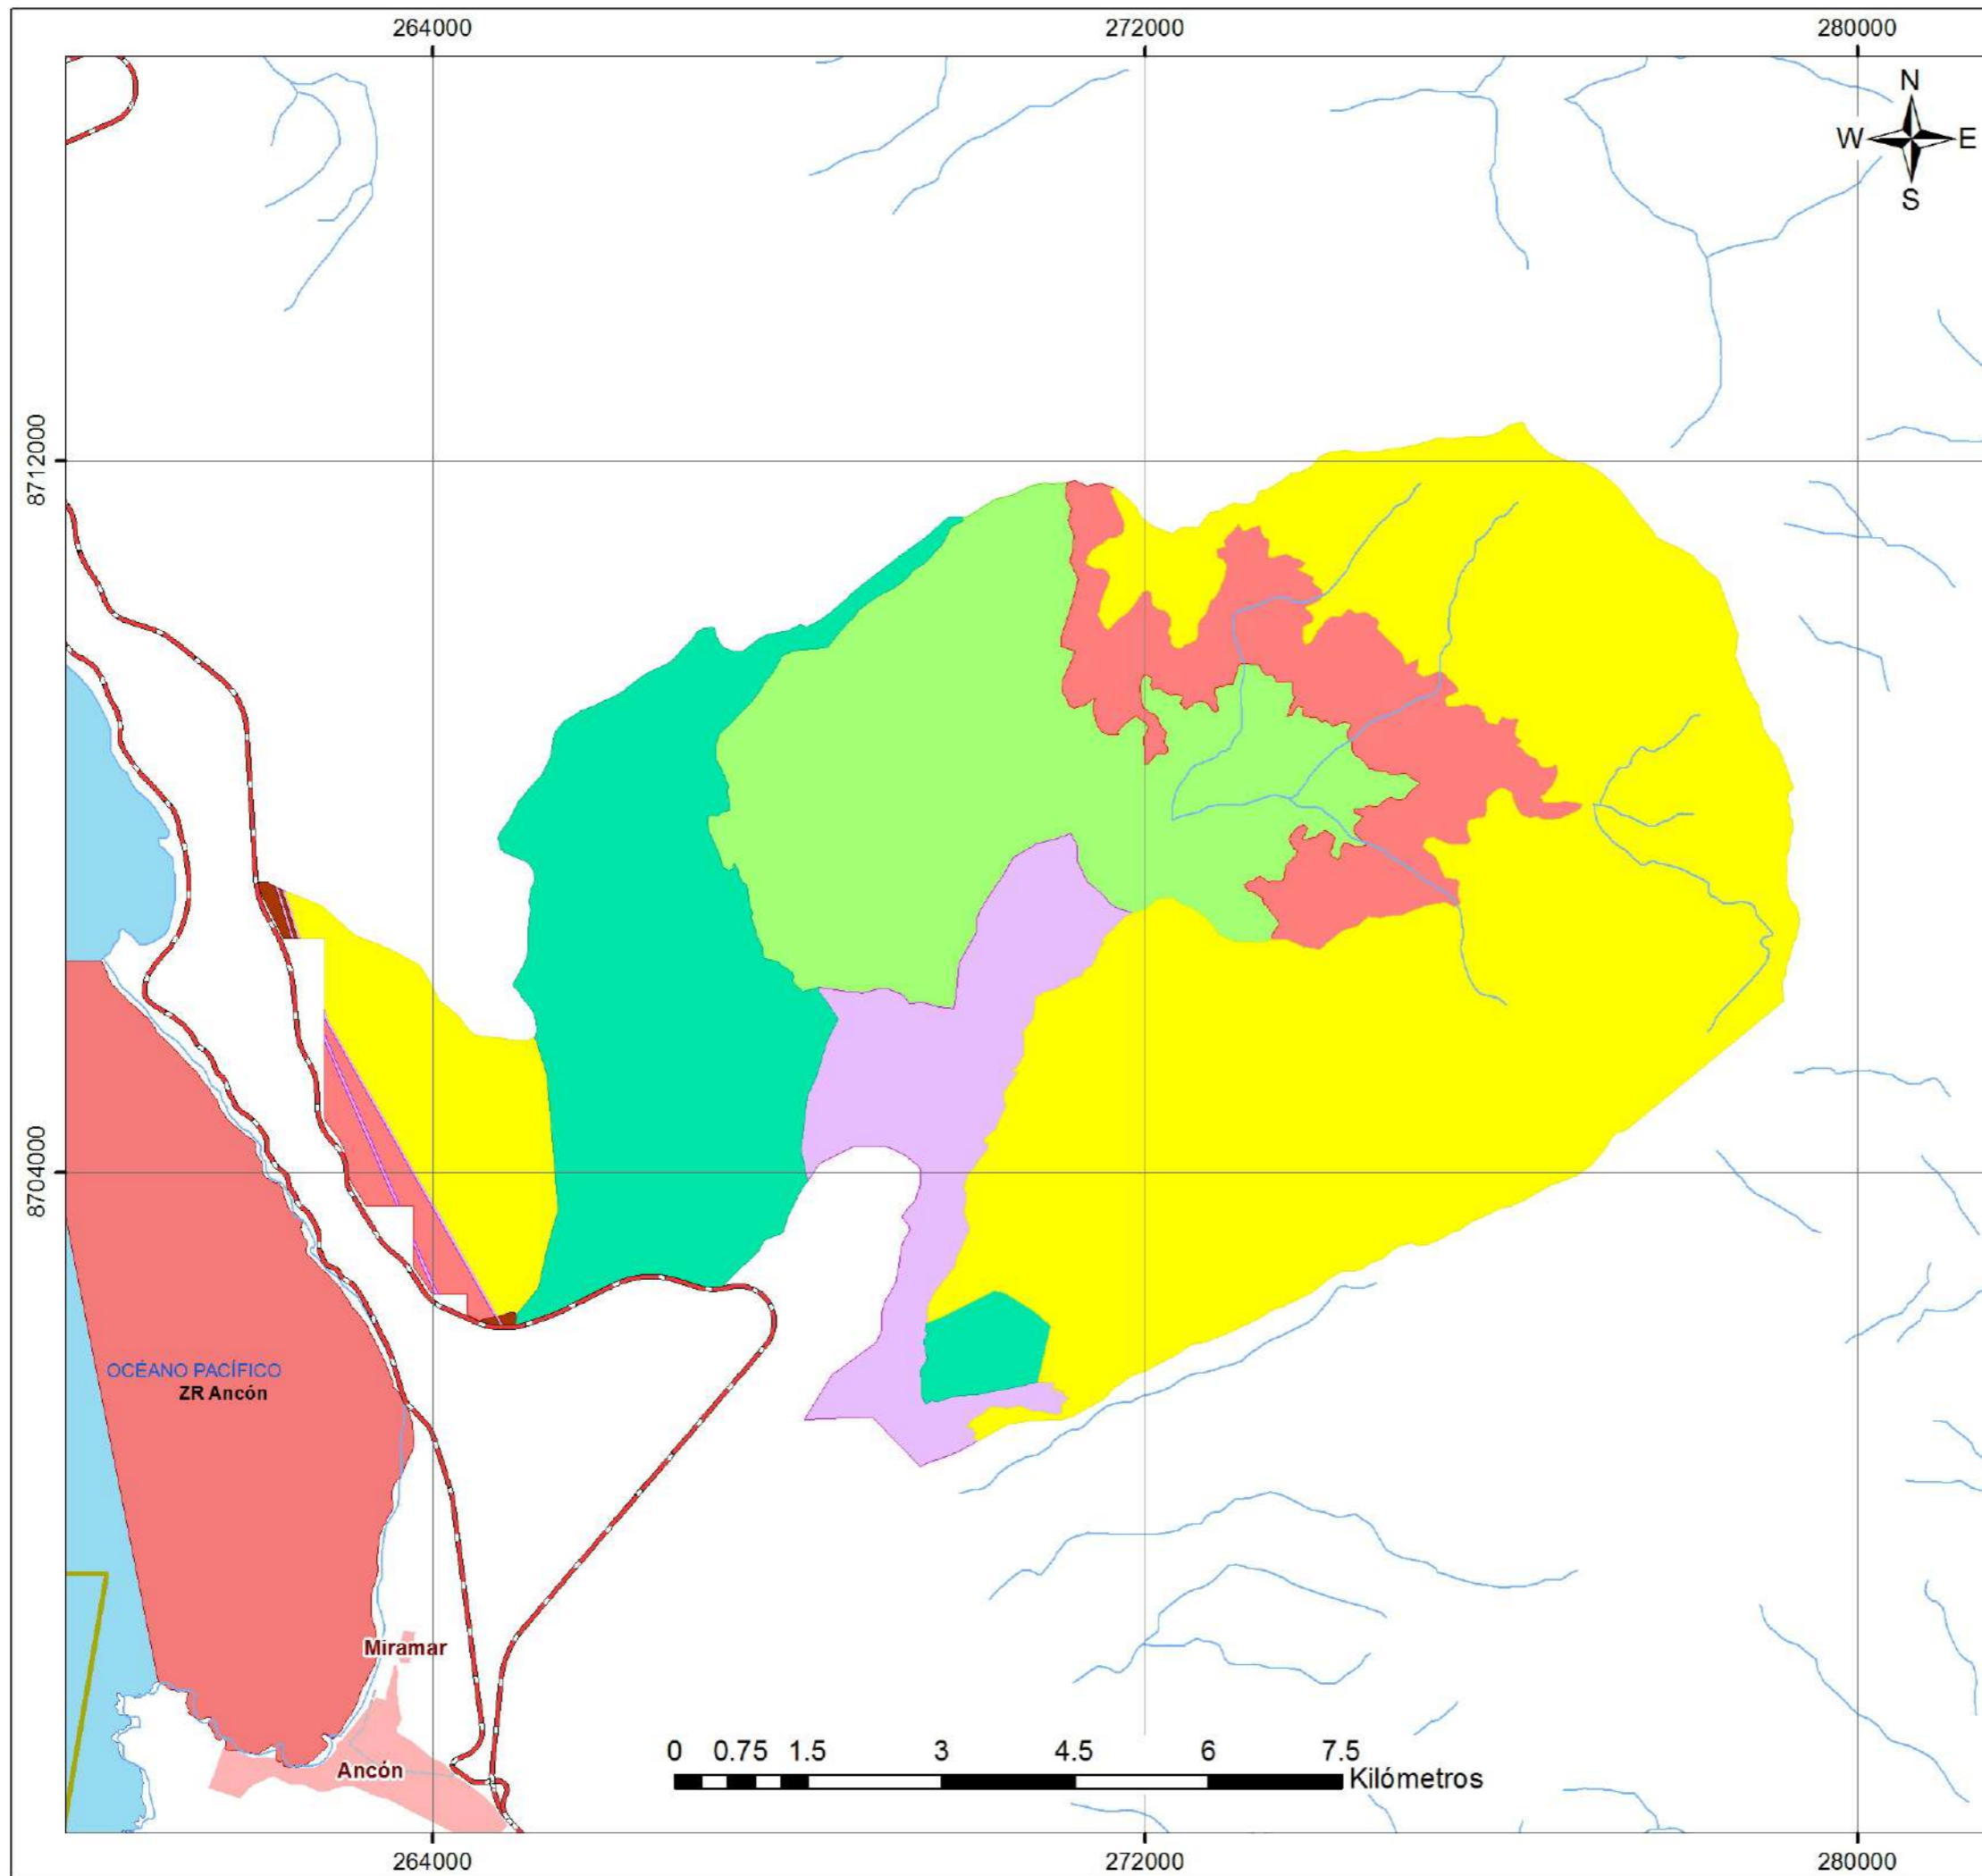 264000 272000 280000
N
W E
S
8712000
8704000
OCÉANO PACÍFICO
ZR Ancón
Miramar
Ancón
0 0.75 1.5 3 4.5 6 7.5
Kilómetros
264000 272000 280000